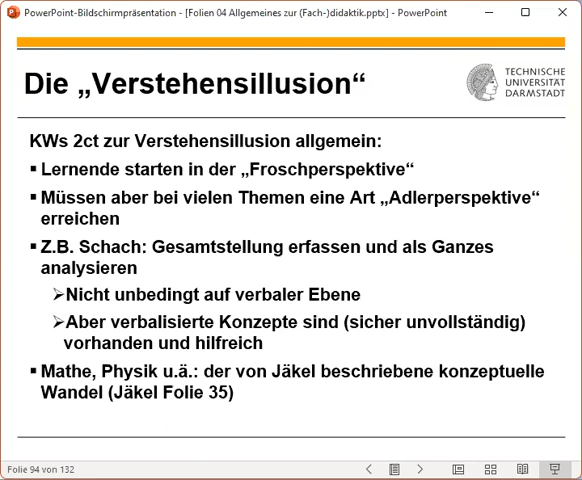 PowerPoint-Bildschirmpräsentation - [Folien 04 Allgemeines zur (Fach-)didaktik.pptx] - PowerPoint
Die „Verstehensillusion“
TECHNISCHE
UNIVERSITÄT
DARMSTADT
KWs 2ct zur Verstehensillusion allgemein:
▪ Lernende starten in der „Froschperspektive“
▪ Müssen aber bei vielen Themen eine Art „Adlerperspektive“
erreichen
▪ Z.B. Schach: Gesamtstellung erfassen und als Ganzes
analysieren
➢Nicht unbedingt auf verbaler Ebene
➢Aber verbalisierte Konzepte sind (sicher unvollständig)
vorhanden und hilfreich
▪ Mathe, Physik u.ä.: der von Jäkel beschriebene konzeptuelle
Wandel (Jäkel Folie 35)
Folie 94 von 132